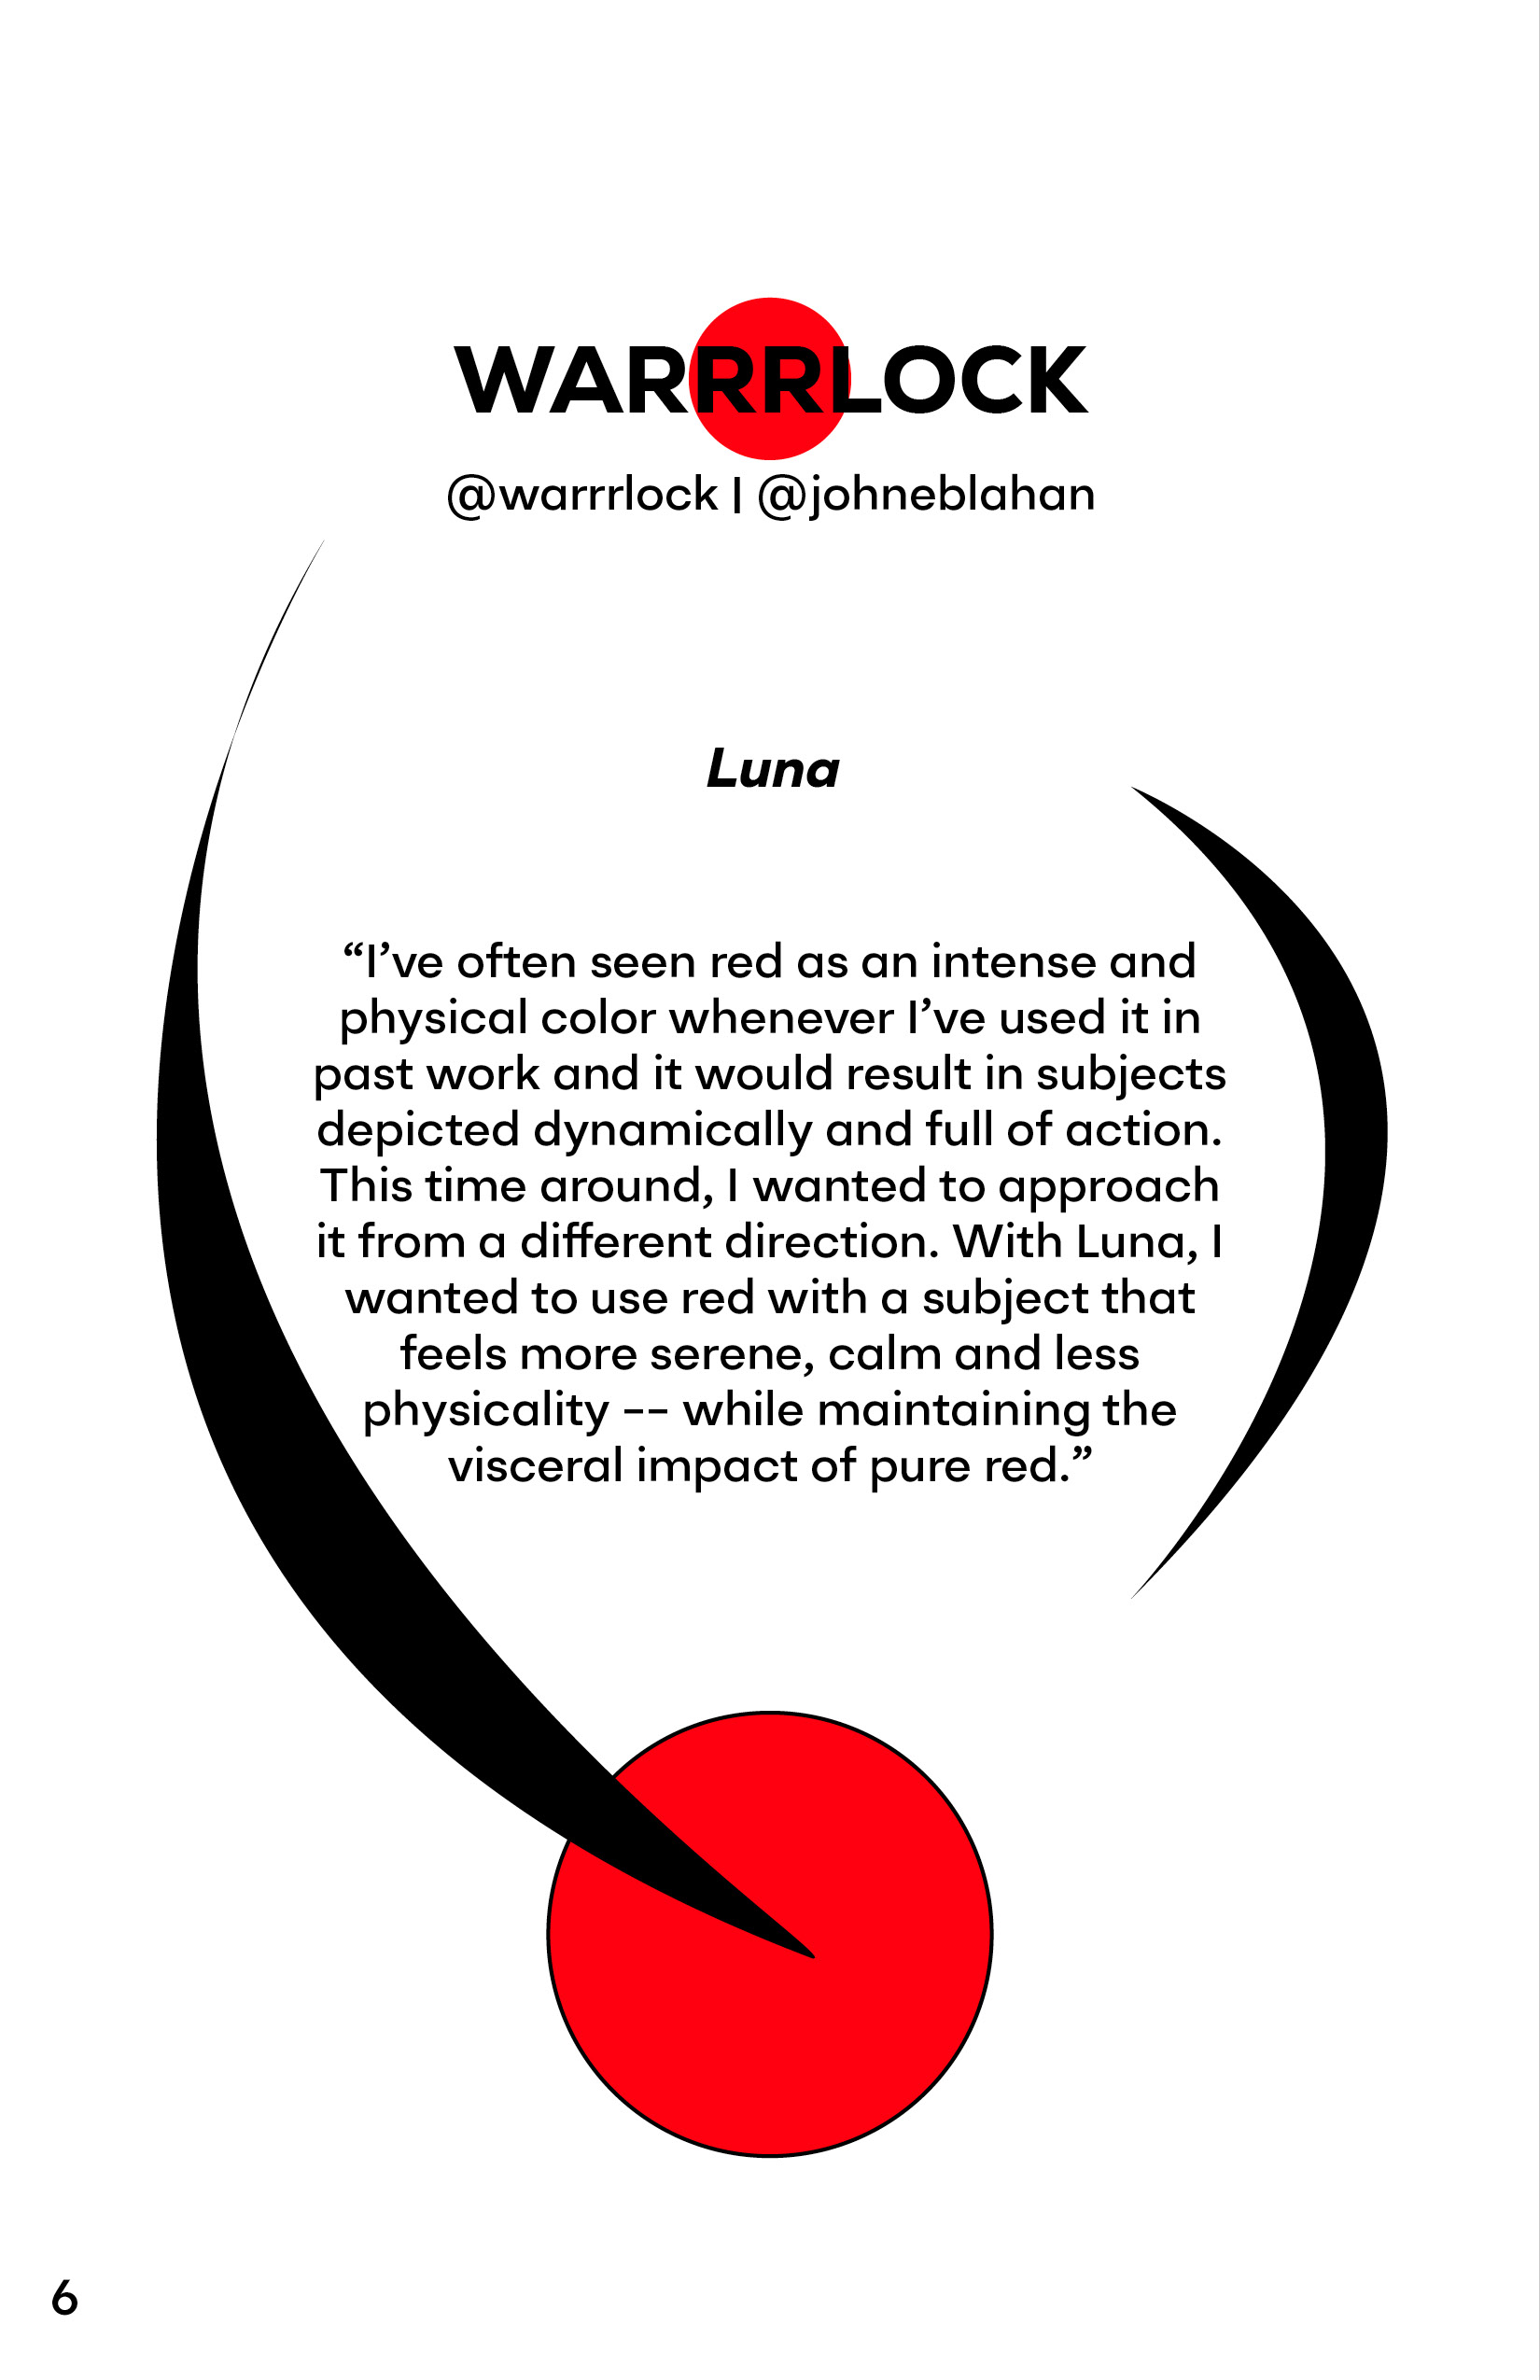 WARRRLOCK
@warrrlock | @johneblahan
Luna
“I’ve often seen red as an intense and
physical color whenever I’ve used it in
past work and it would result in subjects
depicted dynamically and full of action.
This time around, I wanted to approach
it from a different direction. With Luna, I
wanted to use red with a subject that
feels more serene, calm and less
physicality -- while maintaining the
visceral impact of pure red.”
6